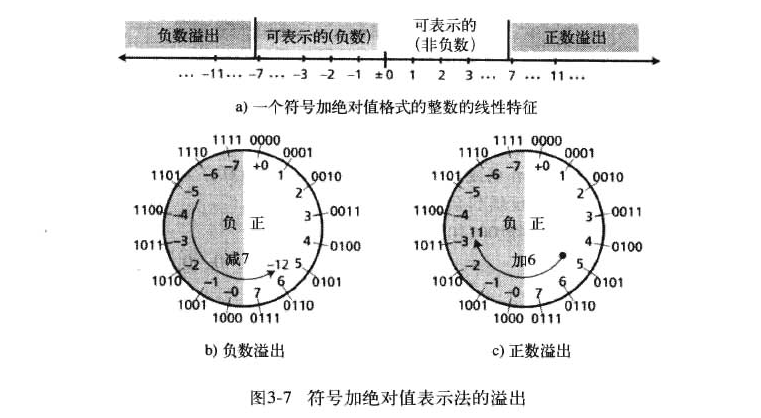 负数溢出 可表示的(负数) 可表示的(非负数) 正数溢出
… -11… -7 … -3 -2 -1 ±0 1 2 3 … 7 … 11 …
a) 一个符号加绝对值格式的整数的线性特征
1111 0000
1110 -7 +0 0001
1101 -6 1 0010
-5 2
1100 -4 负 正 3 0011
1011 -3 4 0100
减7 -12
1010 -2 5 0101
-1 6
1001 -0 7 0110
1000 0111
b) 负数溢出
1111 0000
1110 -7 +0 0001
1101 -6 1 0010
-5 2
1100 -4 负 正 3 0011
1011 -3 11 4 0100
加6
1010 -2 5 0101
-1 6
1001 -0 7 0110
1000 0111
c) 正数溢出
图3-7 符号加绝对值表示法的溢出